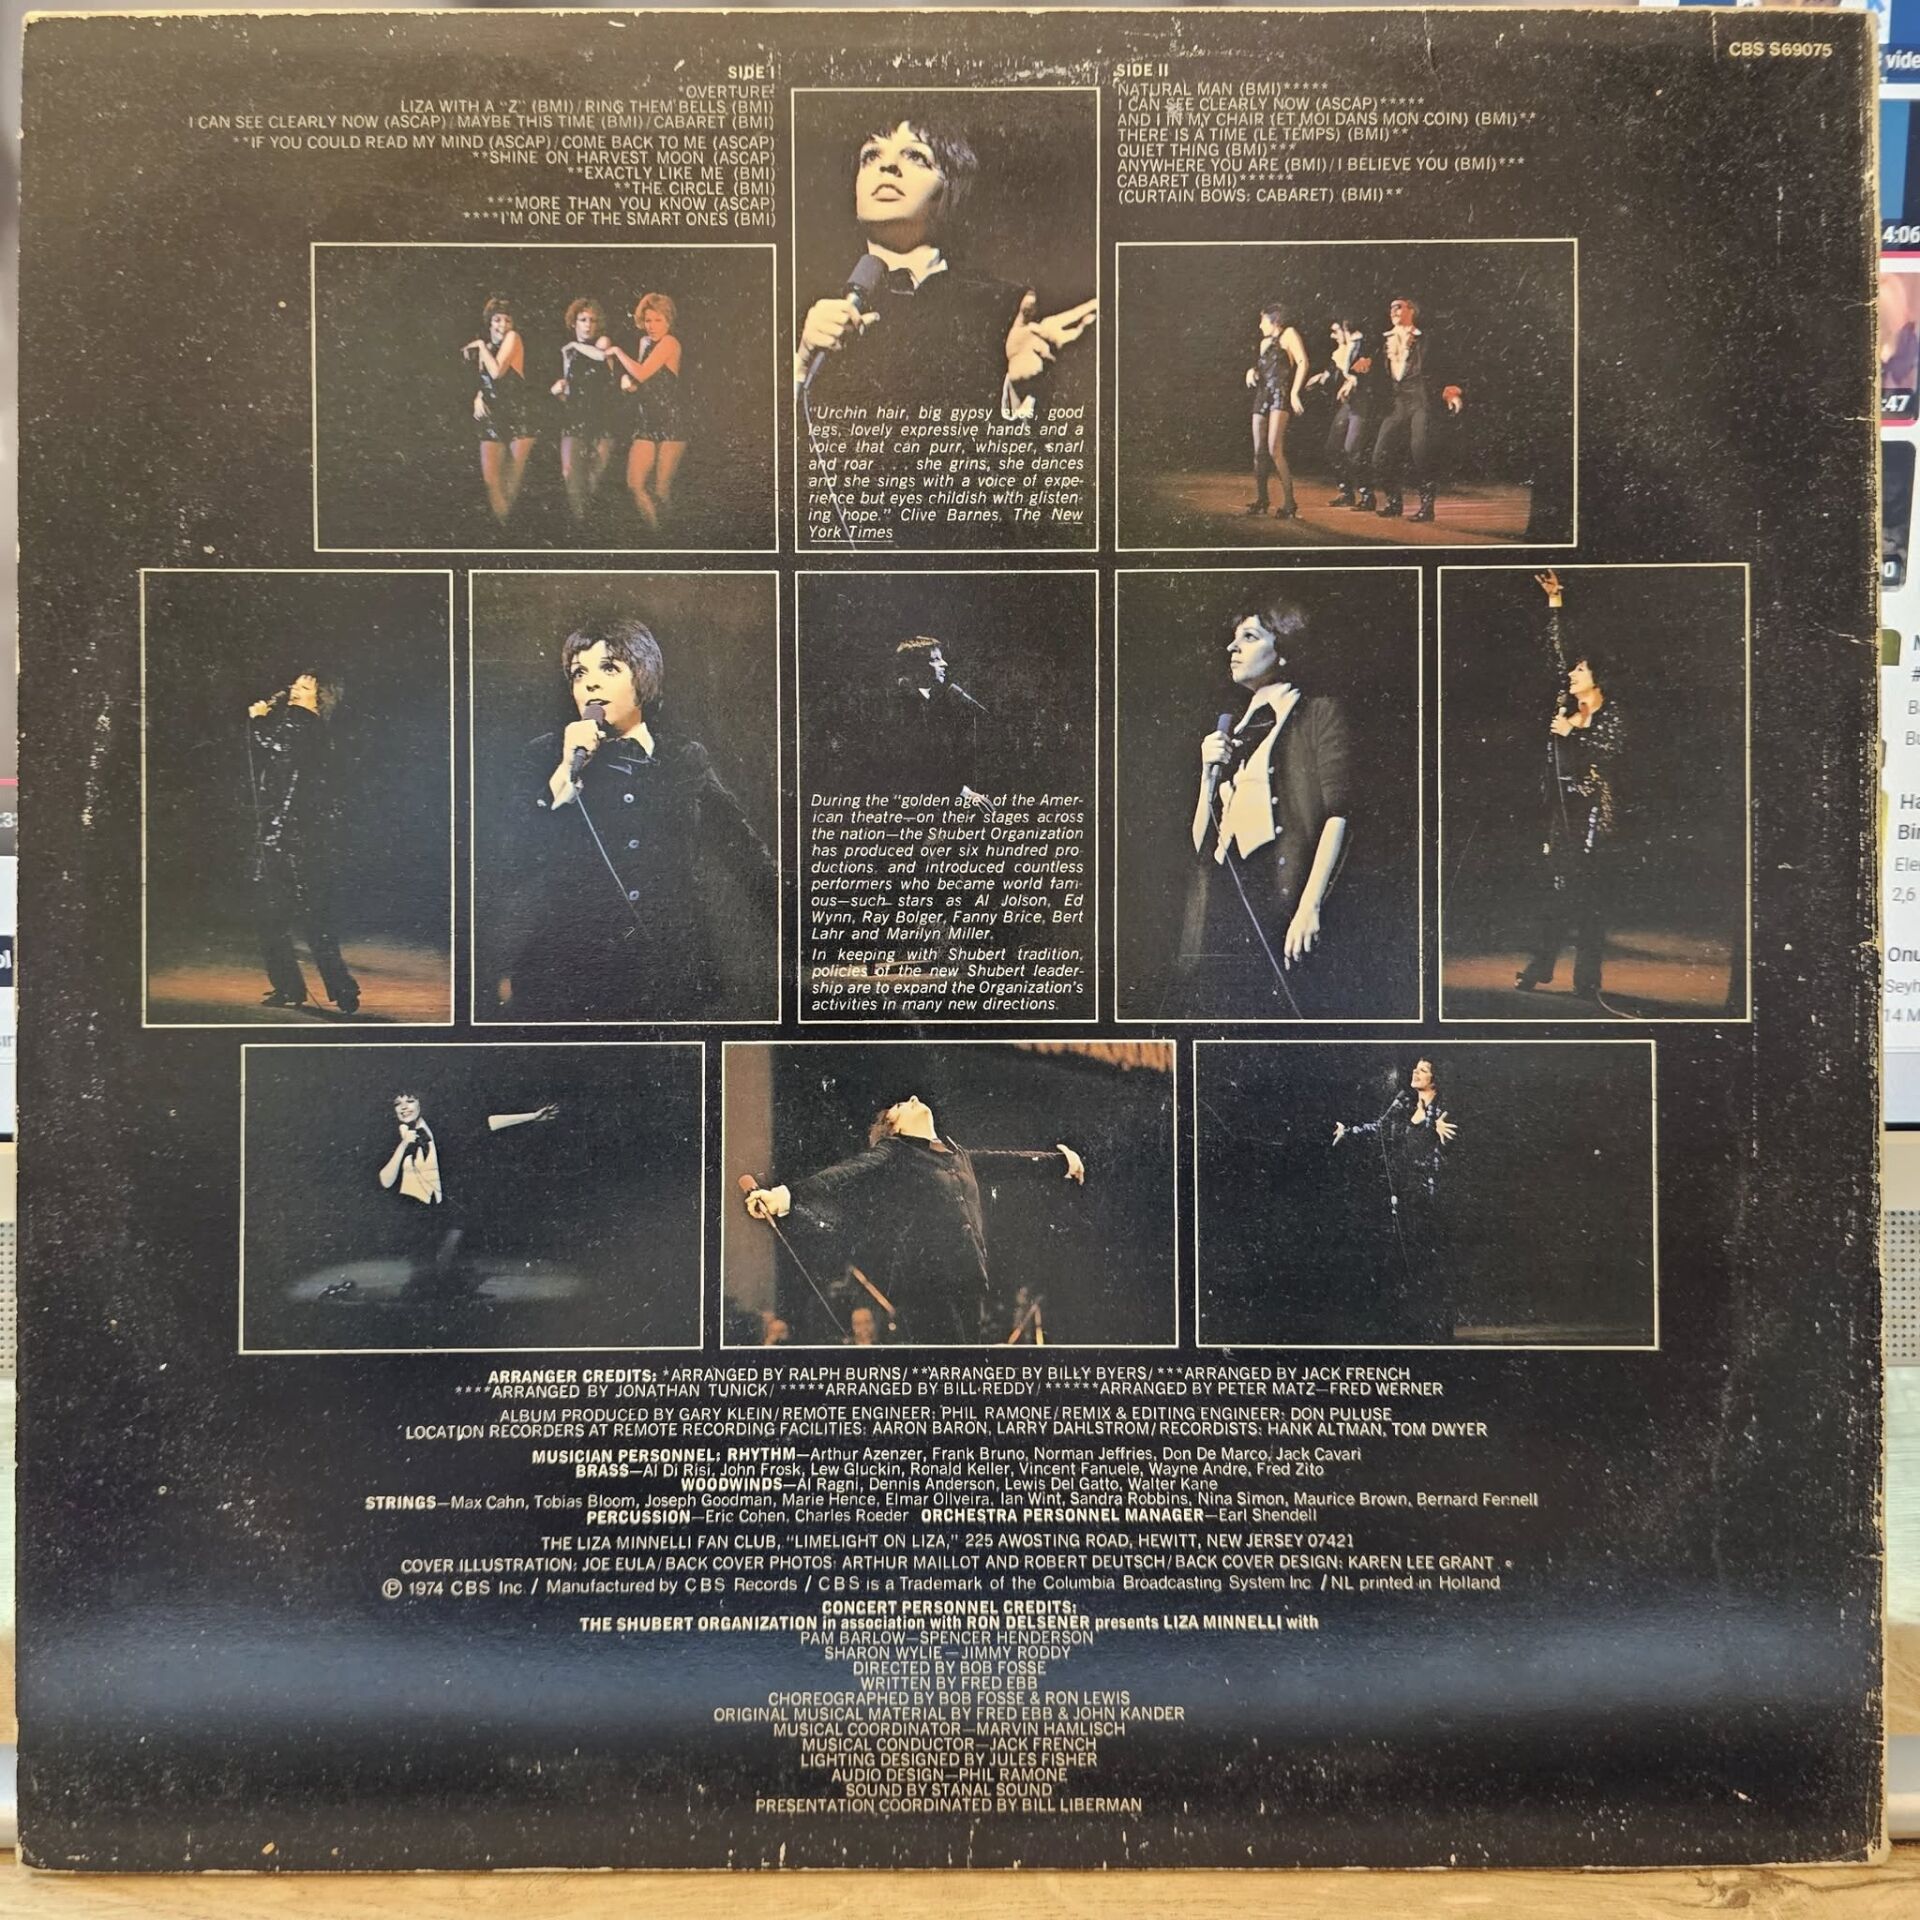 CBS S69075
SIDE I
*OVERTURE
LIZA WITH A "Z" (BMI)/RING THEM BELLS (BMI)
I CAN SEE CLEARLY NOW (ASCAP)/MAYBE THIS TIME (BMI)/CABARET (BMI)
**IF YOU COULD READ MY MIND (ASCAP)/COME BACK TO ME (ASCAP)
**SHINE ON HARVEST MOON (ASCAP)
**EXACTLY LIKE ME (BMI)
**THE CIRCLE (BMI)
***MORE THAN YOU KNOW (ASCAP)
****I'M ONE OF THE SMART ONES (BMI)
SIDE II
NATURAL MAN (BMI)*****
I CAN SEE CLEARLY NOW (ASCAP)*****
AND I IN MY CHAIR (ET MOI DANS MON COIN) (BMI)**
THERE IS A TIME (LE TEMPS) (BMI)**
QUIET THING (BMI)***
ANYWHERE YOU ARE (BMI)/I BELIEVE YOU (BMI)***
CABARET (BMI)******
(CURTAIN BOWS: CABARET) (BMI)**
"Urchin hair, big gypsy eyes, good
legs, lovely expressive hands and a
voice that can purr, whisper, snarl
and roar . . . she grins, she dances
and she sings with a voice of expe-
rience but eyes childish with glisten-
ing hope." Clive Barnes, The New
York Times
During the "golden age" of the Amer-
ican theatre—on their stages across
the nation—the Shubert Organization
has produced over six hundred pro-
ductions, and introduced countless
performers who became world fam-
ous—such stars as Al Jolson, Ed
Wynn, Ray Bolger, Fanny Brice, Bert
Lahr and Marilyn Miller.
In keeping with Shubert tradition,
policies of the new Shubert leader-
ship are to expand the Organization's
activities in many new directions.
ARRANGER CREDITS: *ARRANGED BY RALPH BURNS/**ARRANGED BY BILLY BYERS/***ARRANGED BY JACK FRENCH
****ARRANGED BY JONATHAN TUNICK/*****ARRANGED BY BILL REDDY/******ARRANGED BY PETER MATZ—FRED WERNER
ALBUM PRODUCED BY GARY KLEIN/REMOTE ENGINEER: PHIL RAMONE/REMIX & EDITING ENGINEER: DON PULUSE
LOCATION RECORDERS AT REMOTE RECORDING FACILITIES: AARON BARON, LARRY DAHLSTROM/RECORDISTS: HANK ALTMAN, TOM DWYER
MUSICIAN PERSONNEL: RHYTHM—Arthur Azenzer, Frank Bruno, Norman Jeffries, Don De Marco, Jack Cavari
BRASS—Al Di Risi, John Frosk, Lew Gluckin, Ronald Keller, Vincent Fanuele, Wayne Andre, Fred Zito
WOODWINDS—Al Ragni, Dennis Anderson, Lewis Del Gatto, Walter Kane
STRINGS—Max Cahn, Tobias Bloom, Joseph Goodman, Marie Hence, Elmar Oliveira, Ian Wint, Sandra Robbins, Nina Simon, Maurice Brown, Bernard Fennell
PERCUSSION—Eric Cohen, Charles Roeder ORCHESTRA PERSONNEL MANAGER—Earl Shendell
THE LIZA MINNELLI FAN CLUB, "LIMELIGHT ON LIZA," 225 AWOSTING ROAD, HEWITT, NEW JERSEY 07421
COVER ILLUSTRATION: JOE EULA/BACK COVER PHOTOS: ARTHUR MAILLOT AND ROBERT DEUTSCH/BACK COVER DESIGN: KAREN LEE GRANT
Ⓟ 1974 CBS Inc. / Manufactured by CBS Records / CBS is a Trademark of the Columbia Broadcasting System Inc. / NL printed in Holland
CONCERT PERSONNEL CREDITS:
THE SHUBERT ORGANIZATION in association with RON DELSENER presents LIZA MINNELLI with
PAM BARLOW—SPENCER HENDERSON
SHARON WYLIE—JIMMY RODDY
DIRECTED BY BOB FOSSE
WRITTEN BY FRED EBB
CHOREOGRAPHED BY BOB FOSSE & RON LEWIS
ORIGINAL MUSICAL MATERIAL BY FRED EBB & JOHN KANDER
MUSICAL COORDINATOR—MARVIN HAMLISCH
MUSICAL CONDUCTOR—JACK FRENCH
LIGHTING DESIGNED BY JULES FISHER
AUDIO DESIGN—PHIL RAMONE
SOUND BY STANAL SOUND
PRESENTATION COORDINATED BY BILL LIBERMAN
4:06
:47